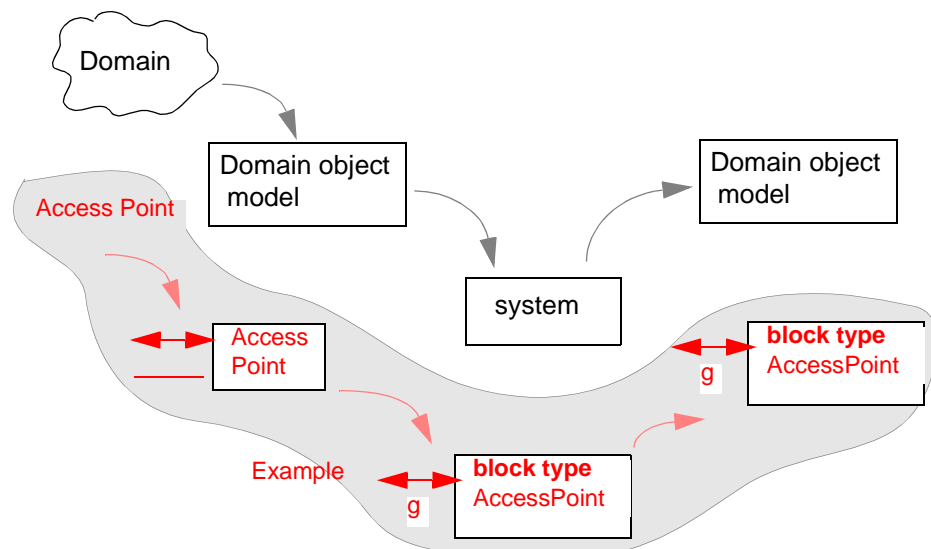 Domain
Domain object
model
Domain object
model
Access Point
system
Access
Point
block type
AccessPoint
g
Example
block type
AccessPoint
g